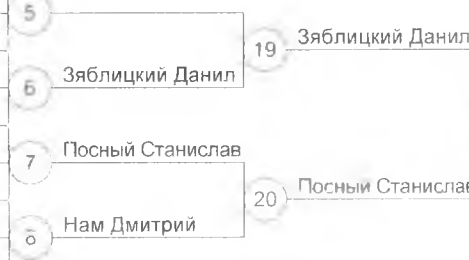 5
19 Зяблицкий Данил
6 Зяблицкий Данил
7 Посный Станислав
20 Посный Станислав
8 Нам Дмитрий